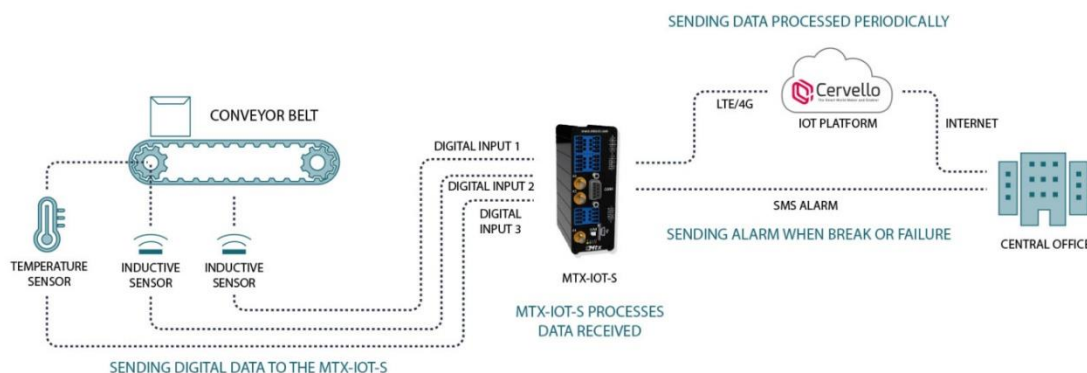 SENDING DATA PROCESSED PERIODICALLY
Cervello
LTE/4G
IOT PLATFORM
INTERNET
CONVEYOR BELT
DIGITAL INPUT 1
DIGITAL INPUT 2
DIGITAL
INPUT 3
SMS ALARM
SENDING ALARM WHEN BREAK OR FAILURE
CENTRAL OFFICE
TEMPERATURE
SENSOR
INDUCTIVE
SENSOR
INDUCTIVE
SENSOR
MTX
MTX-IOT-S
MTX-IOT-S PROCESSES
DATA RECEIVED
SENDING DIGITAL DATA TO THE MTX-IOT-S